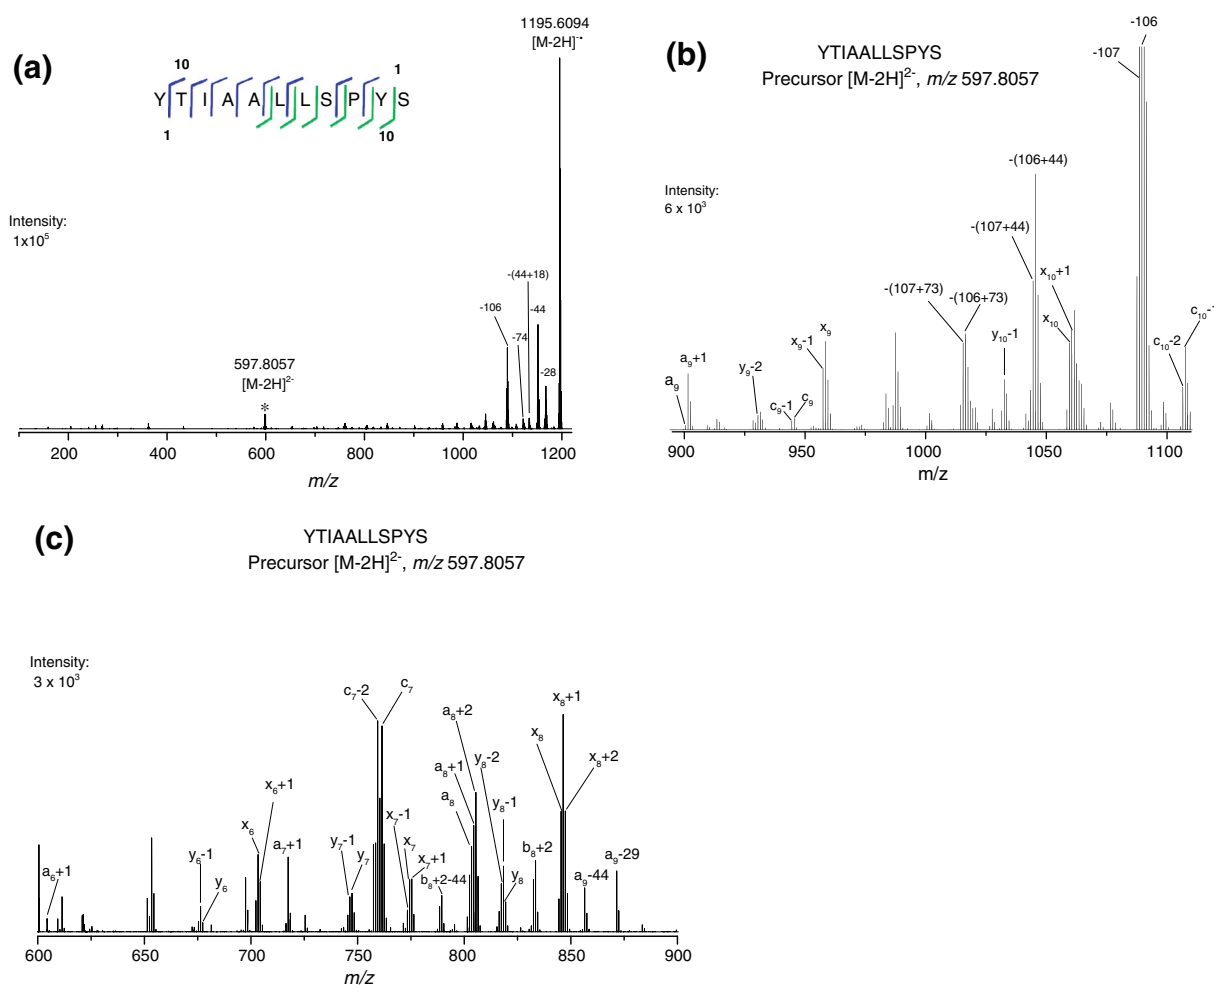 (a)
10
1
YTIAALLSPYS
1
10
1195.6094
[M-2H]⁻•
Intensity:
1x10⁵
-(44+18)
-106
-74
-44
-28
597.8057
[M-2H]²⁻
*
200
400
600
800
1000
1200
m/z
(b)
YTIAALLSPYS
Precursor [M-2H]²⁻, m/z 597.8057
Intensity:
6 x 10³
-106
-107
-(106+44)
-(107+44)
x₁₀+1
-(107+73)
-(106+73)
x₁₀
y₁₀-1
c₁₀-2
x₉
x₉-1
a₉+1
a₉
y₉-2
c₉-1
c₉
900
950
1000
1050
1100
m/z
(c)
YTIAALLSPYS
Precursor [M-2H]²⁻, m/z 597.8057
Intensity:
3 x 10³
c₇-2
c₇
a₈+2
x₈+1
x₈
x₈+2
y₈-2
a₈+1
a₈
y₈-1
x₆+1
x₆
a₇+1
y₇-1
y₇
x₇-1
x₇
x₇+1
b₈+2-44
y₈
b₈+2
a₉-44
a₉-29
y₆-1
y₆
a₆+1
600
650
700
750
800
850
900
m/z